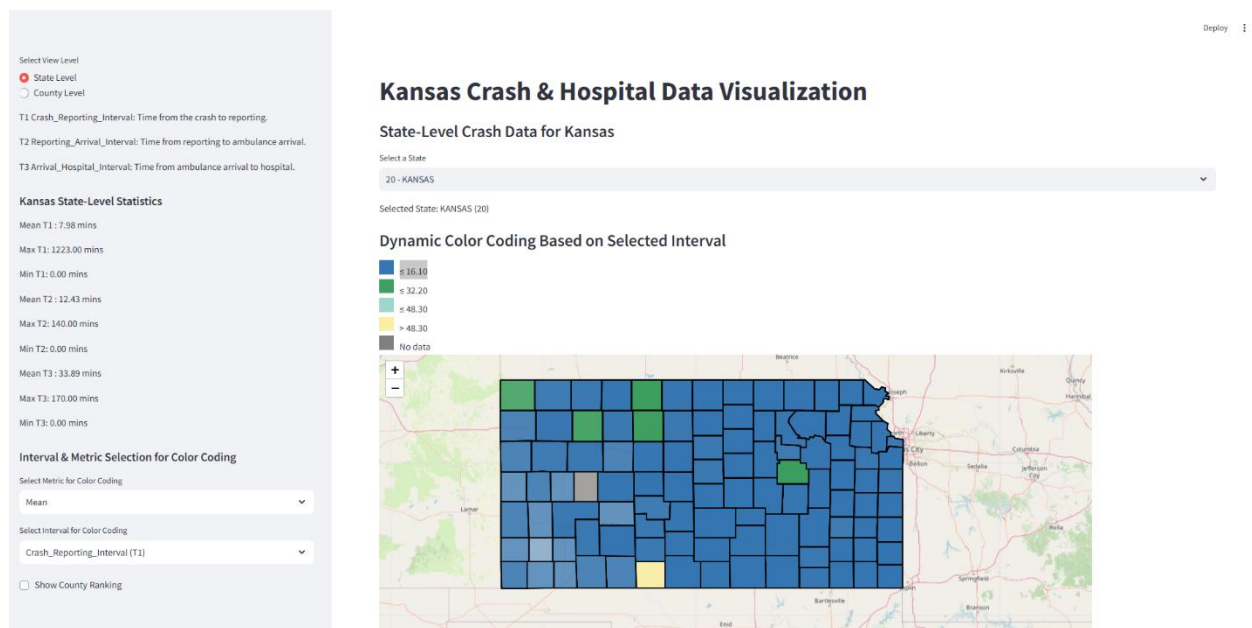 Deploy
Select View Level
State Level
County Level
T1 Crash_Reporting_Interval: Time from the crash to reporting.
T2 Reporting_Arrival_Interval: Time from reporting to ambulance arrival.
T3 Arrival_Hospital_Interval: Time from ambulance arrival to hospital.
Kansas State-Level Statistics
Mean T1 : 7.98 mins
Max T1: 1223.00 mins
Min T1: 0.00 mins
Mean T2 : 12.43 mins
Max T2: 140.00 mins
Min T2: 0.00 mins
Mean T3 : 33.89 mins
Max T3: 170.00 mins
Min T3: 0.00 mins
Interval & Metric Selection for Color Coding
Select Metric for Color Coding
Mean
Select Interval for Color Coding
Crash_Reporting_Interval (T1)
Show County Ranking
Kansas Crash & Hospital Data Visualization
State-Level Crash Data for Kansas
Select a State
20 - KANSAS
Selected State: KANSAS (20)
Dynamic Color Coding Based on Selected Interval
≤ 16.10
≤ 32.20
≤ 48.30
> 48.30
No data
+
−
Beatrice
Kirksville
Quincy
Hannibal
Liberty
Columbia
Belton
Sedalia
Jefferson
City
Lamar
Rolla
Springfield
Bartlesville
Branson
Enid